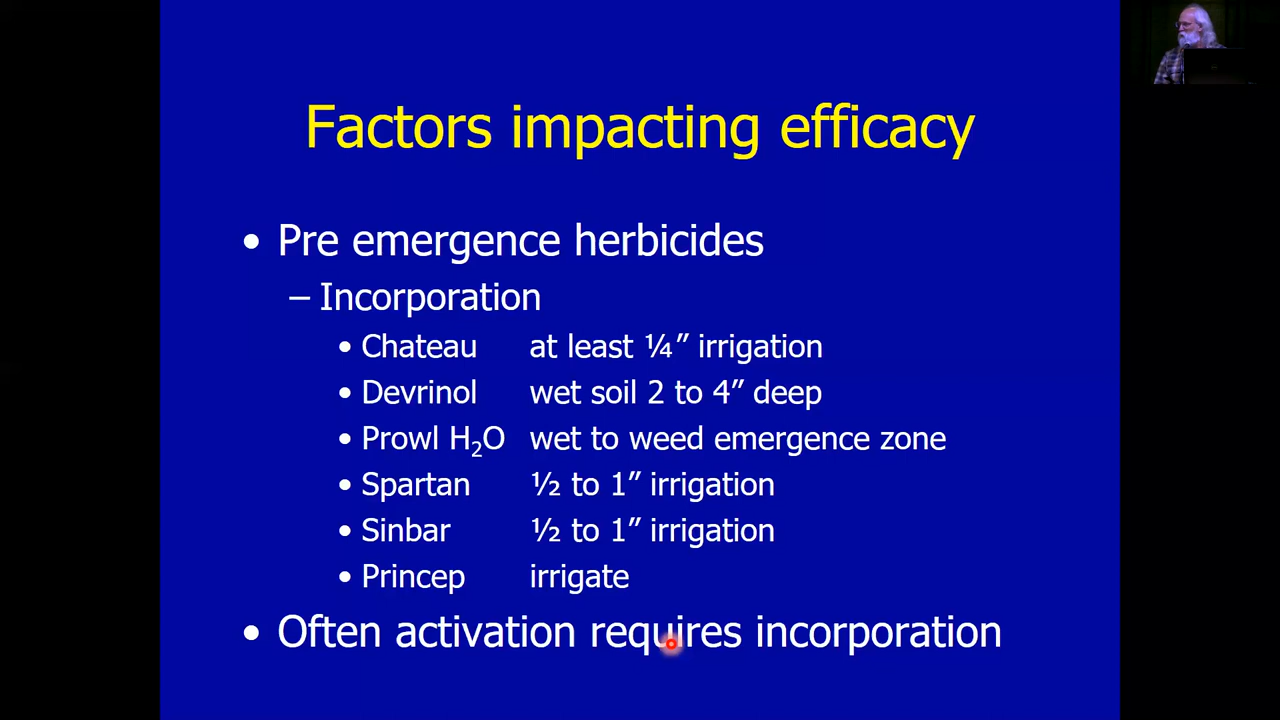 Factors impacting efficacy
• Pre emergence herbicides
– Incorporation
• Chateau at least ¼” irrigation
• Devrinol wet soil 2 to 4” deep
• Prowl H₂O wet to weed emergence zone
• Spartan ½ to 1” irrigation
• Sinbar ½ to 1” irrigation
• Princep irrigate
• Often activation requires incorporation